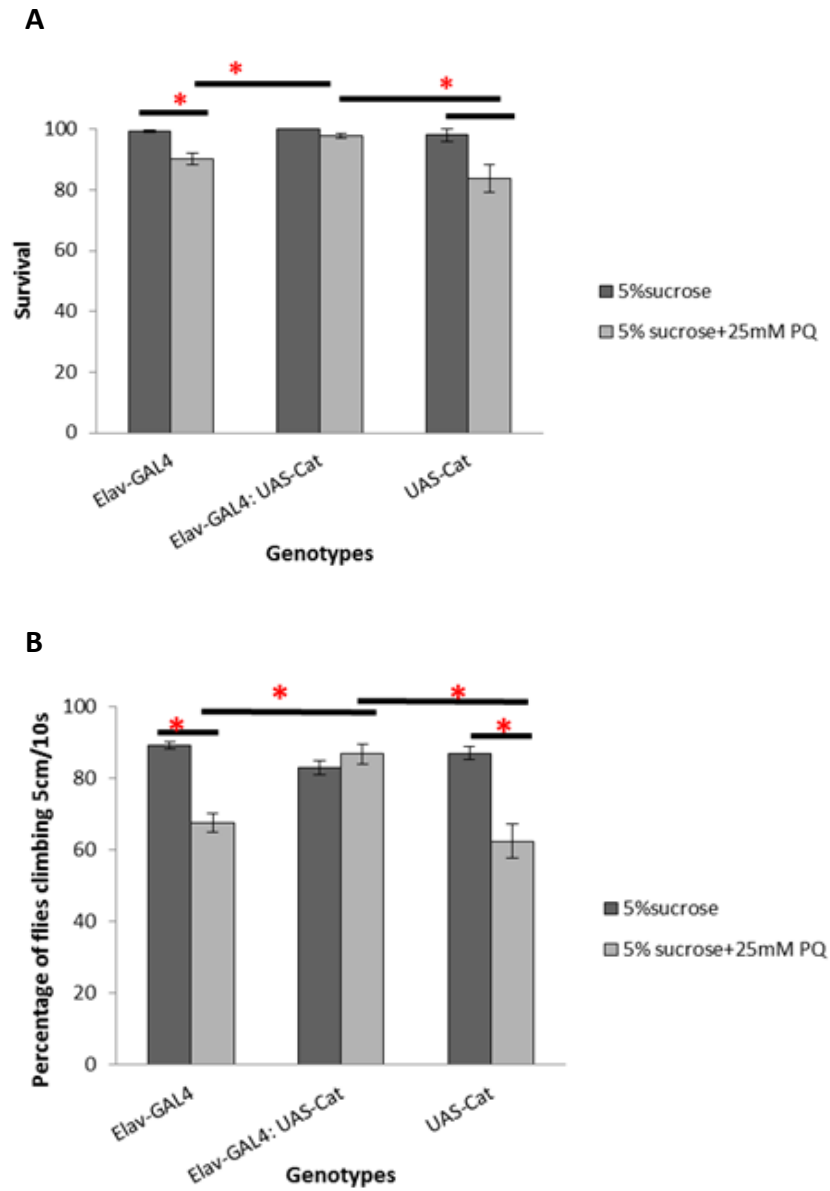 A
*
*
*
100
80
60
40
20
0
Survival
Elav-GAL4
Elav-GAL4: UAS-Cat
UAS-Cat
Genotypes
5%sucrose
5% sucrose+25mM PQ
B
*
*
*
*
100
80
60
40
20
0
Percentage of flies climbing 5cm/10s
Elav-GAL4
Elav-GAL4: UAS-Cat
UAS-Cat
Genotypes
5%sucrose
5% sucrose+25mM PQ